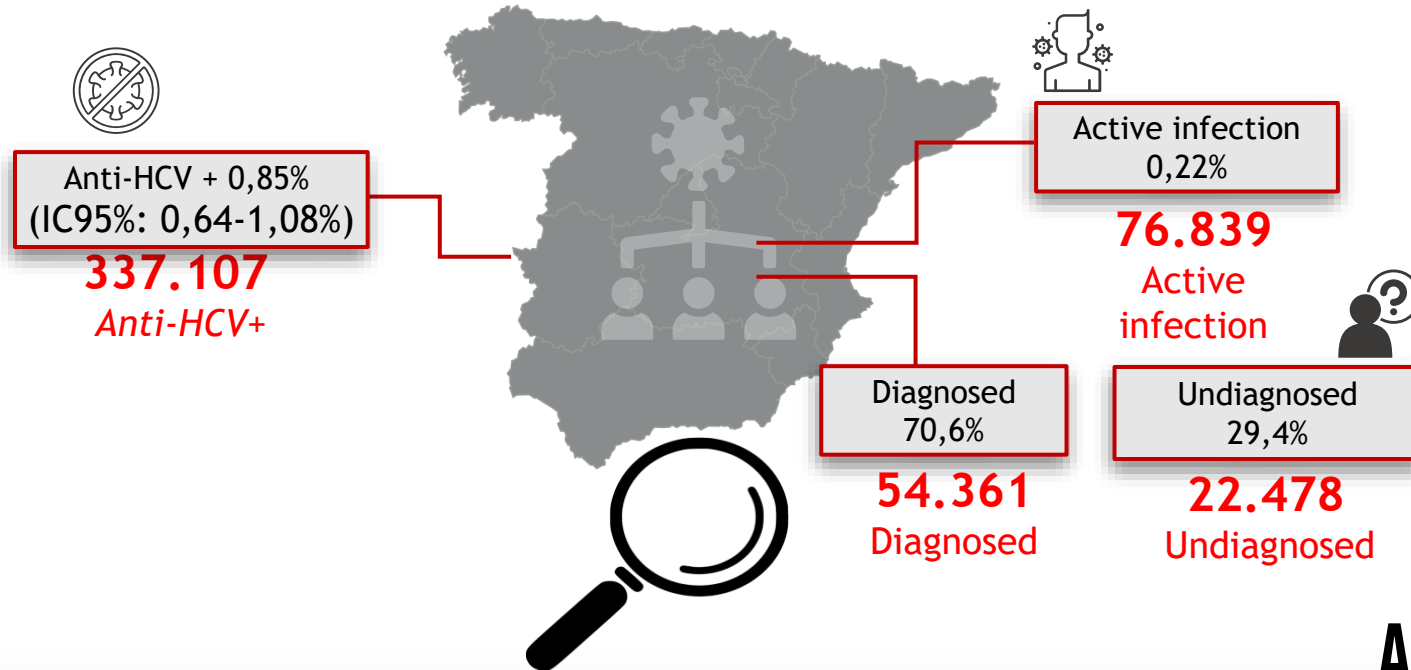 Anti-HCV + 0,85%
(IC95%: 0,64-1,08%)
337.107
Anti-HCV+
Active infection
0,22%
76.839
Active
infection
Diagnosed
70,6%
54.361
Diagnosed
Undiagnosed
29,4%
22.478
Undiagnosed
?
A